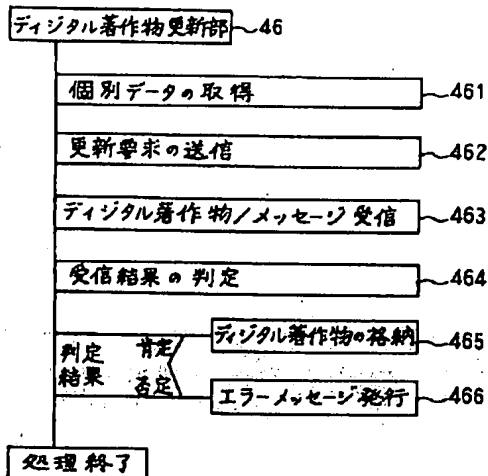 ディジタル著作物更新部 46
個別データの取得 461
更新要求の送信 462
ディジタル著作物/メッセージ受信 463
受信結果の判定 464
ディジタル著作物の格納 465
判定結果 肯定 否定
エラーメッセージ発行 466
処理終了